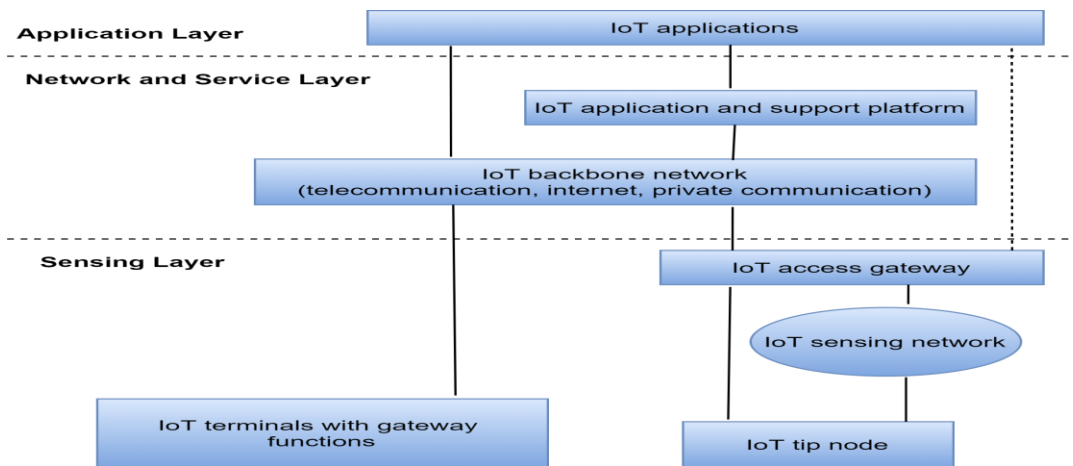 IoT applications
Application Layer
Network and Service Layer
IoT application and support platform
IoT backbone network
(telecommunication, internet, private communication)
Sensing Layer
IoT access gateway
IoT sensing network
IoT terminals with gateway
functions
IoT tip node